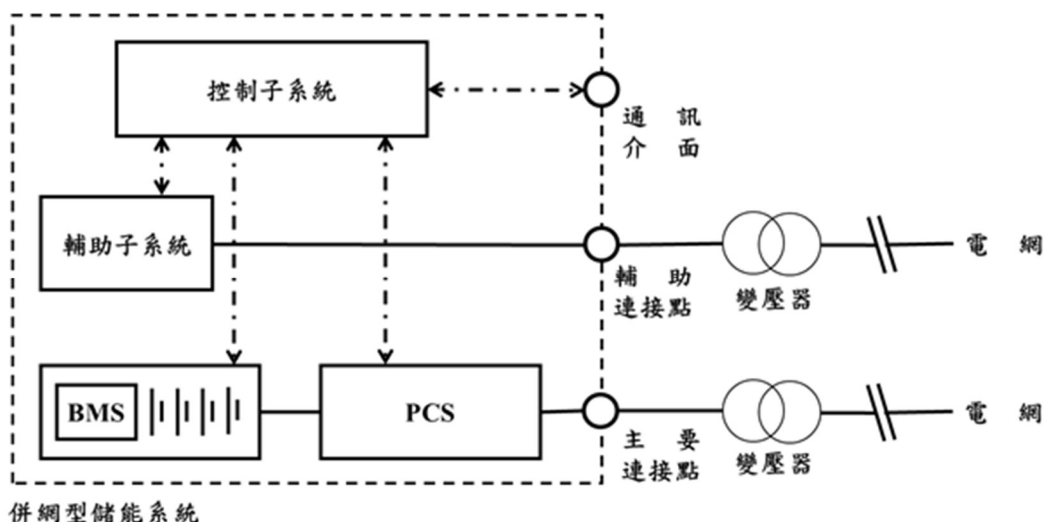 控制子系統
通訊
介面
輔助子系統
電網
輔助
連接點
變壓器
BMS
PCS
電網
主要
連接點
變壓器
併網型儲能系統